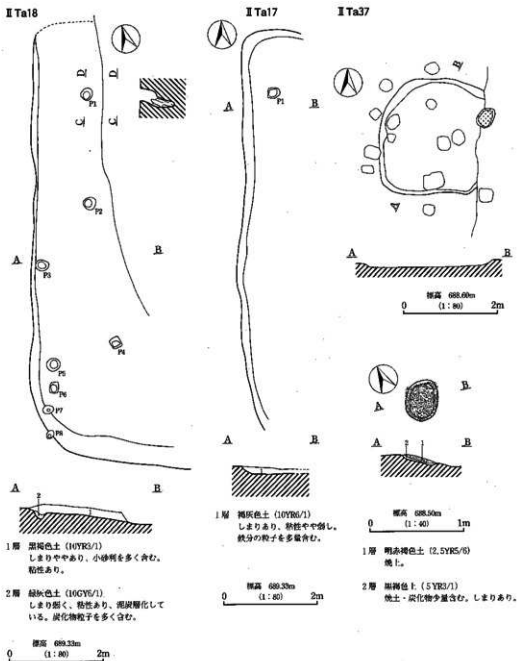 ⅡTa18
D D
P1
C C
P2
A B
P3
P4
P5
P6
P7
P8
A B
2
1層 黒褐色土 (10YR3/1)
しまりややあり、小砂利を多く含む。
粘性あり。
2層 緑灰色土 (10GY6/1)
しまり弱く、粘性あり、泥炭層化して
いる。炭化物粒子を多く含む。
標高 689.33m
0 (1:80) 2m
ⅡTa17
A B
P1
A B
1
1層 褐灰色土 (10YR6/1)
しまりあり、粘性やや弱し。
鉄分の粒子を多量含む。
標高 689.33m
0 (1:80) 2m
ⅡTa37
B
A
A B
標高 688.60m
0 (1:80) 2m
A B
A 2 1 B
標高 688.50m
0 (1:40) 1m
1層 明赤褐色土 (2.5YR5/6)
焼土。
2層 黒褐色土 (5YR3/1)
焼土・炭化物少量含む。しまりあり。